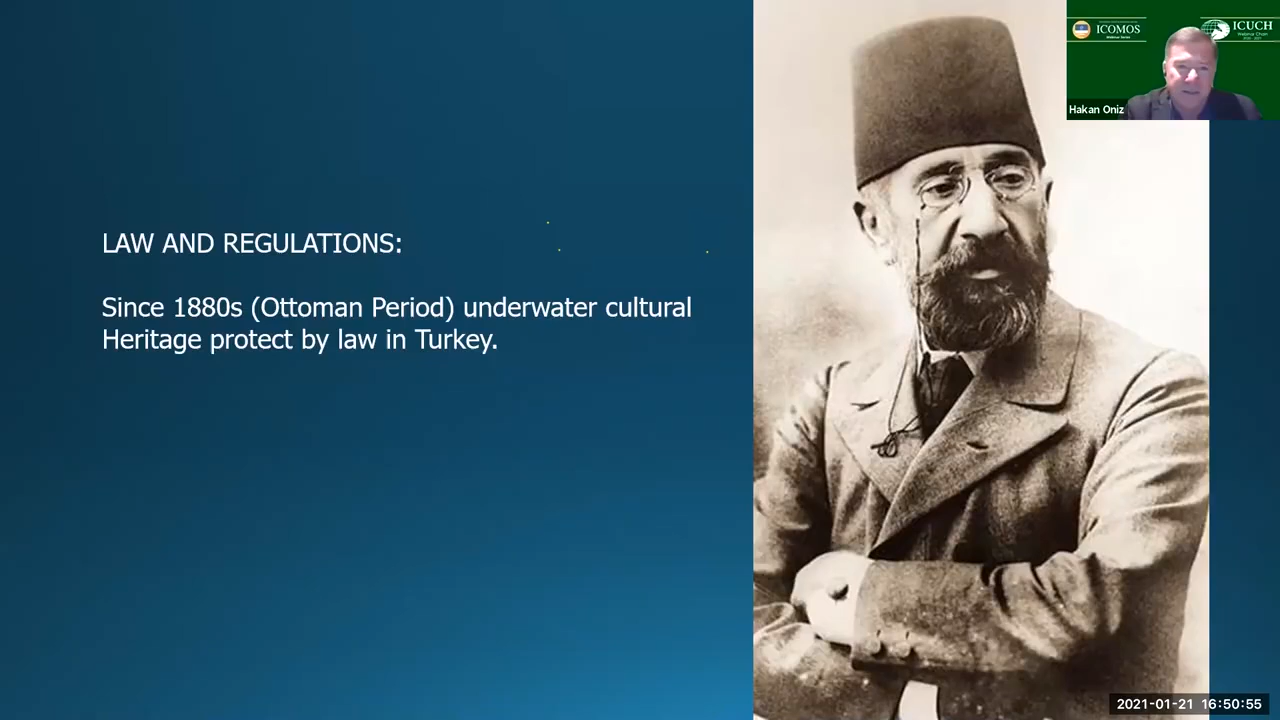 LAW AND REGULATIONS:
Since 1880s (Ottoman Period) underwater cultural
Heritage protect by law in Turkey.
ICOMOS
ICUCH
Hakan Oniz
2021-01-21 16:50:55